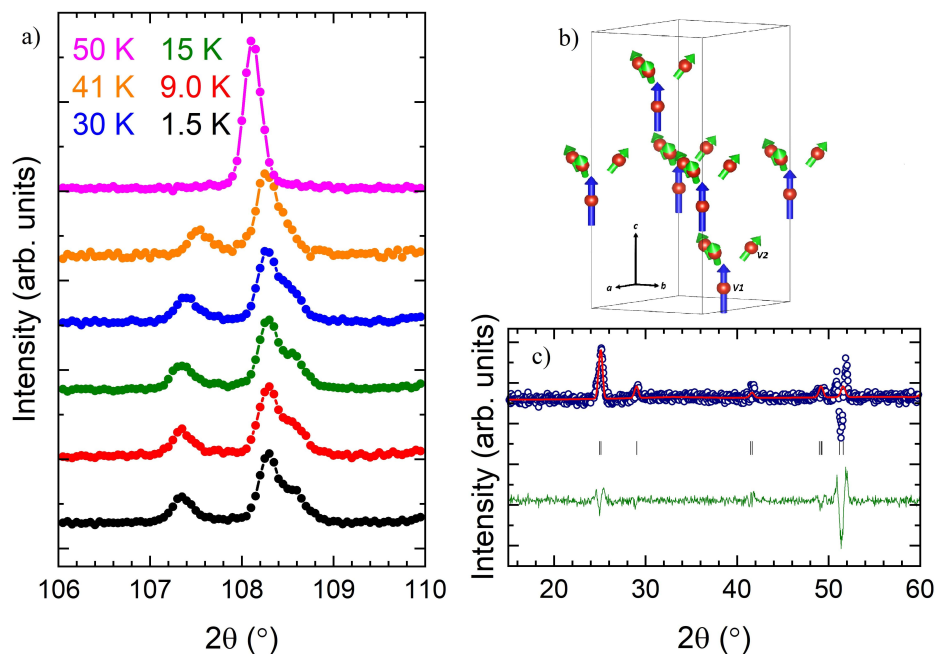 a)
50 K 15 K
41 K 9.0 K
30 K 1.5 K
Intensity (arb. units)
106 107 108 109 110
2θ (°)
b)
c
a b
V2
V1
c)
Intensity (arb. units)
20 30 40 50 60
2θ (°)